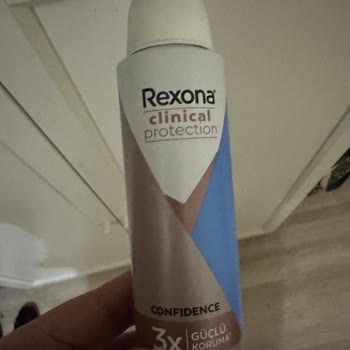 Rexona
clinical
protection
CONFIDENCE
3x
GÜÇLÜ
KORUMA*